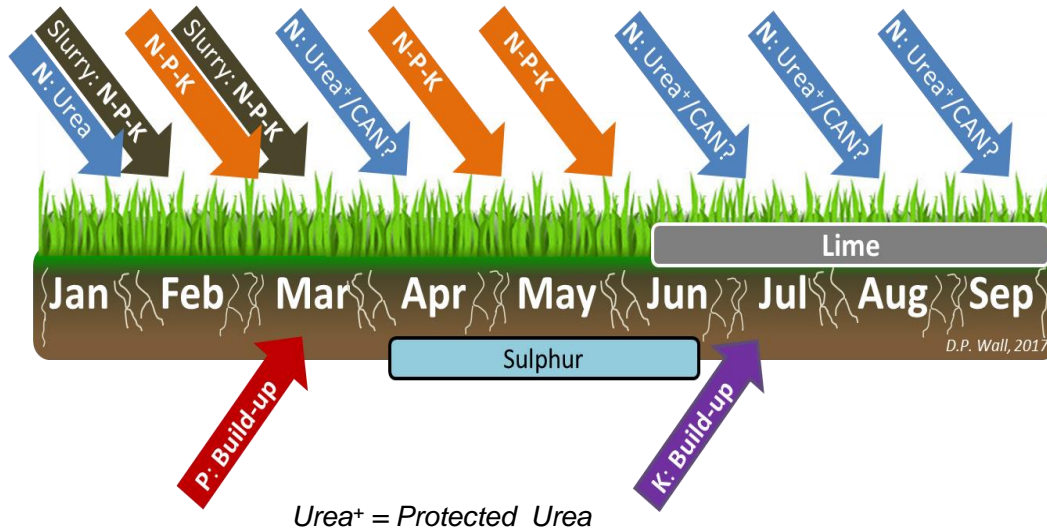 N: Urea
Slurry: N-P-K
N-P-K
Slurry: N-P-K
N: Urea⁺/CAN?
N-P-K
N-P-K
N: Urea⁺/CAN?
N: Urea⁺/CAN?
N: Urea⁺/CAN?
Lime
Jan Feb Mar Apr May Jun Jul Aug Sep
D.P. Wall, 2017
Sulphur
P: Build-up
K: Build-up
Urea⁺ = Protected Urea